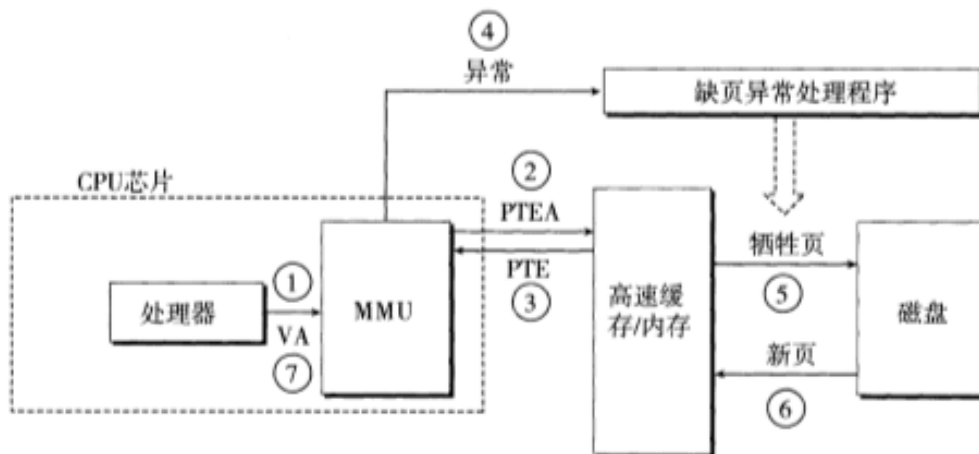 ④
异常
缺页异常处理程序
CPU芯片
②
PTEA
PTE
③
①
处理器
VA
⑦
MMU
高速缓
存/内存
牺牲页
⑤
新页
⑥
磁盘